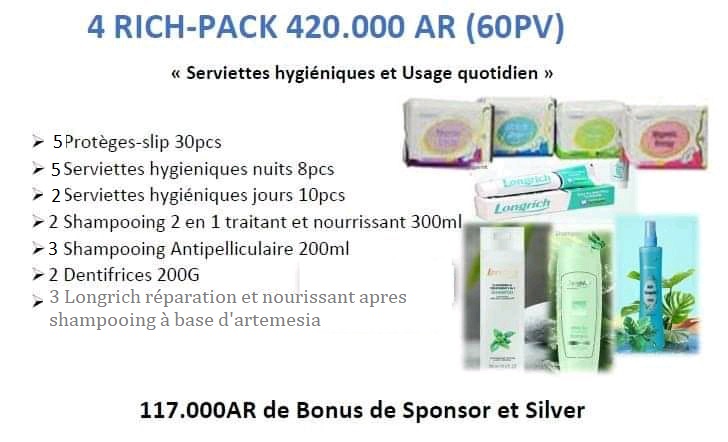 4 RICH-PACK 420.000 AR (60PV)
« Serviettes hygiéniques et Usage quotidien »
➢ 5 Protèges-slip 30pcs
➢ 5 Serviettes hygieniques nuits 8pcs
➢ 2 Serviettes hygiéniques jours 10pcs
➢ 2 Shampooing 2 en 1 traitant et nourrissant 300ml
➢ 3 Shampooing Antipelliculaire 200ml
➢ 2 Dentifrices 200G
➢ 3 Longrich réparation et nourissant apres
shampooing à base d'artemesia
Longrich
Longrich
SHAMPOO
117.000AR de Bonus de Sponsor et Silver